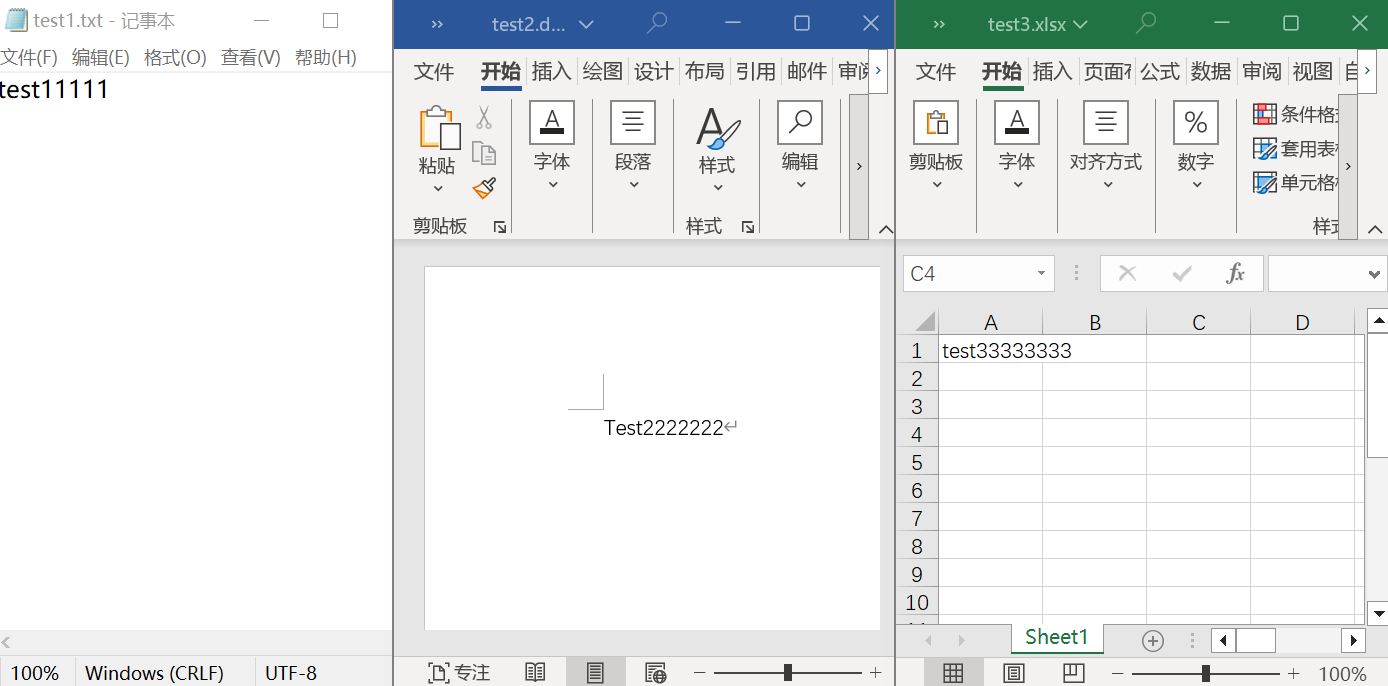 test1.txt - 记事本
文件(F) 编辑(E) 格式(O) 查看(V) 帮助(H)
test11111
100% Windows (CRLF) UTF-8
test2.d...
文件 开始 插入 绘图 设计 布局 引用 邮件 审阅
粘贴 字体 段落 样式 编辑
剪贴板 样式
Test2222222
专注
test3.xlsx
文件 开始 插入 页面 公式 数据 审阅 视图
剪贴板 字体 对齐方式 数字
% 条件格
套用表
单元格
样式
C4 fx
A B C D
1 test33333333
2
3
4
5
6
7
8
9
10
Sheet1
100%